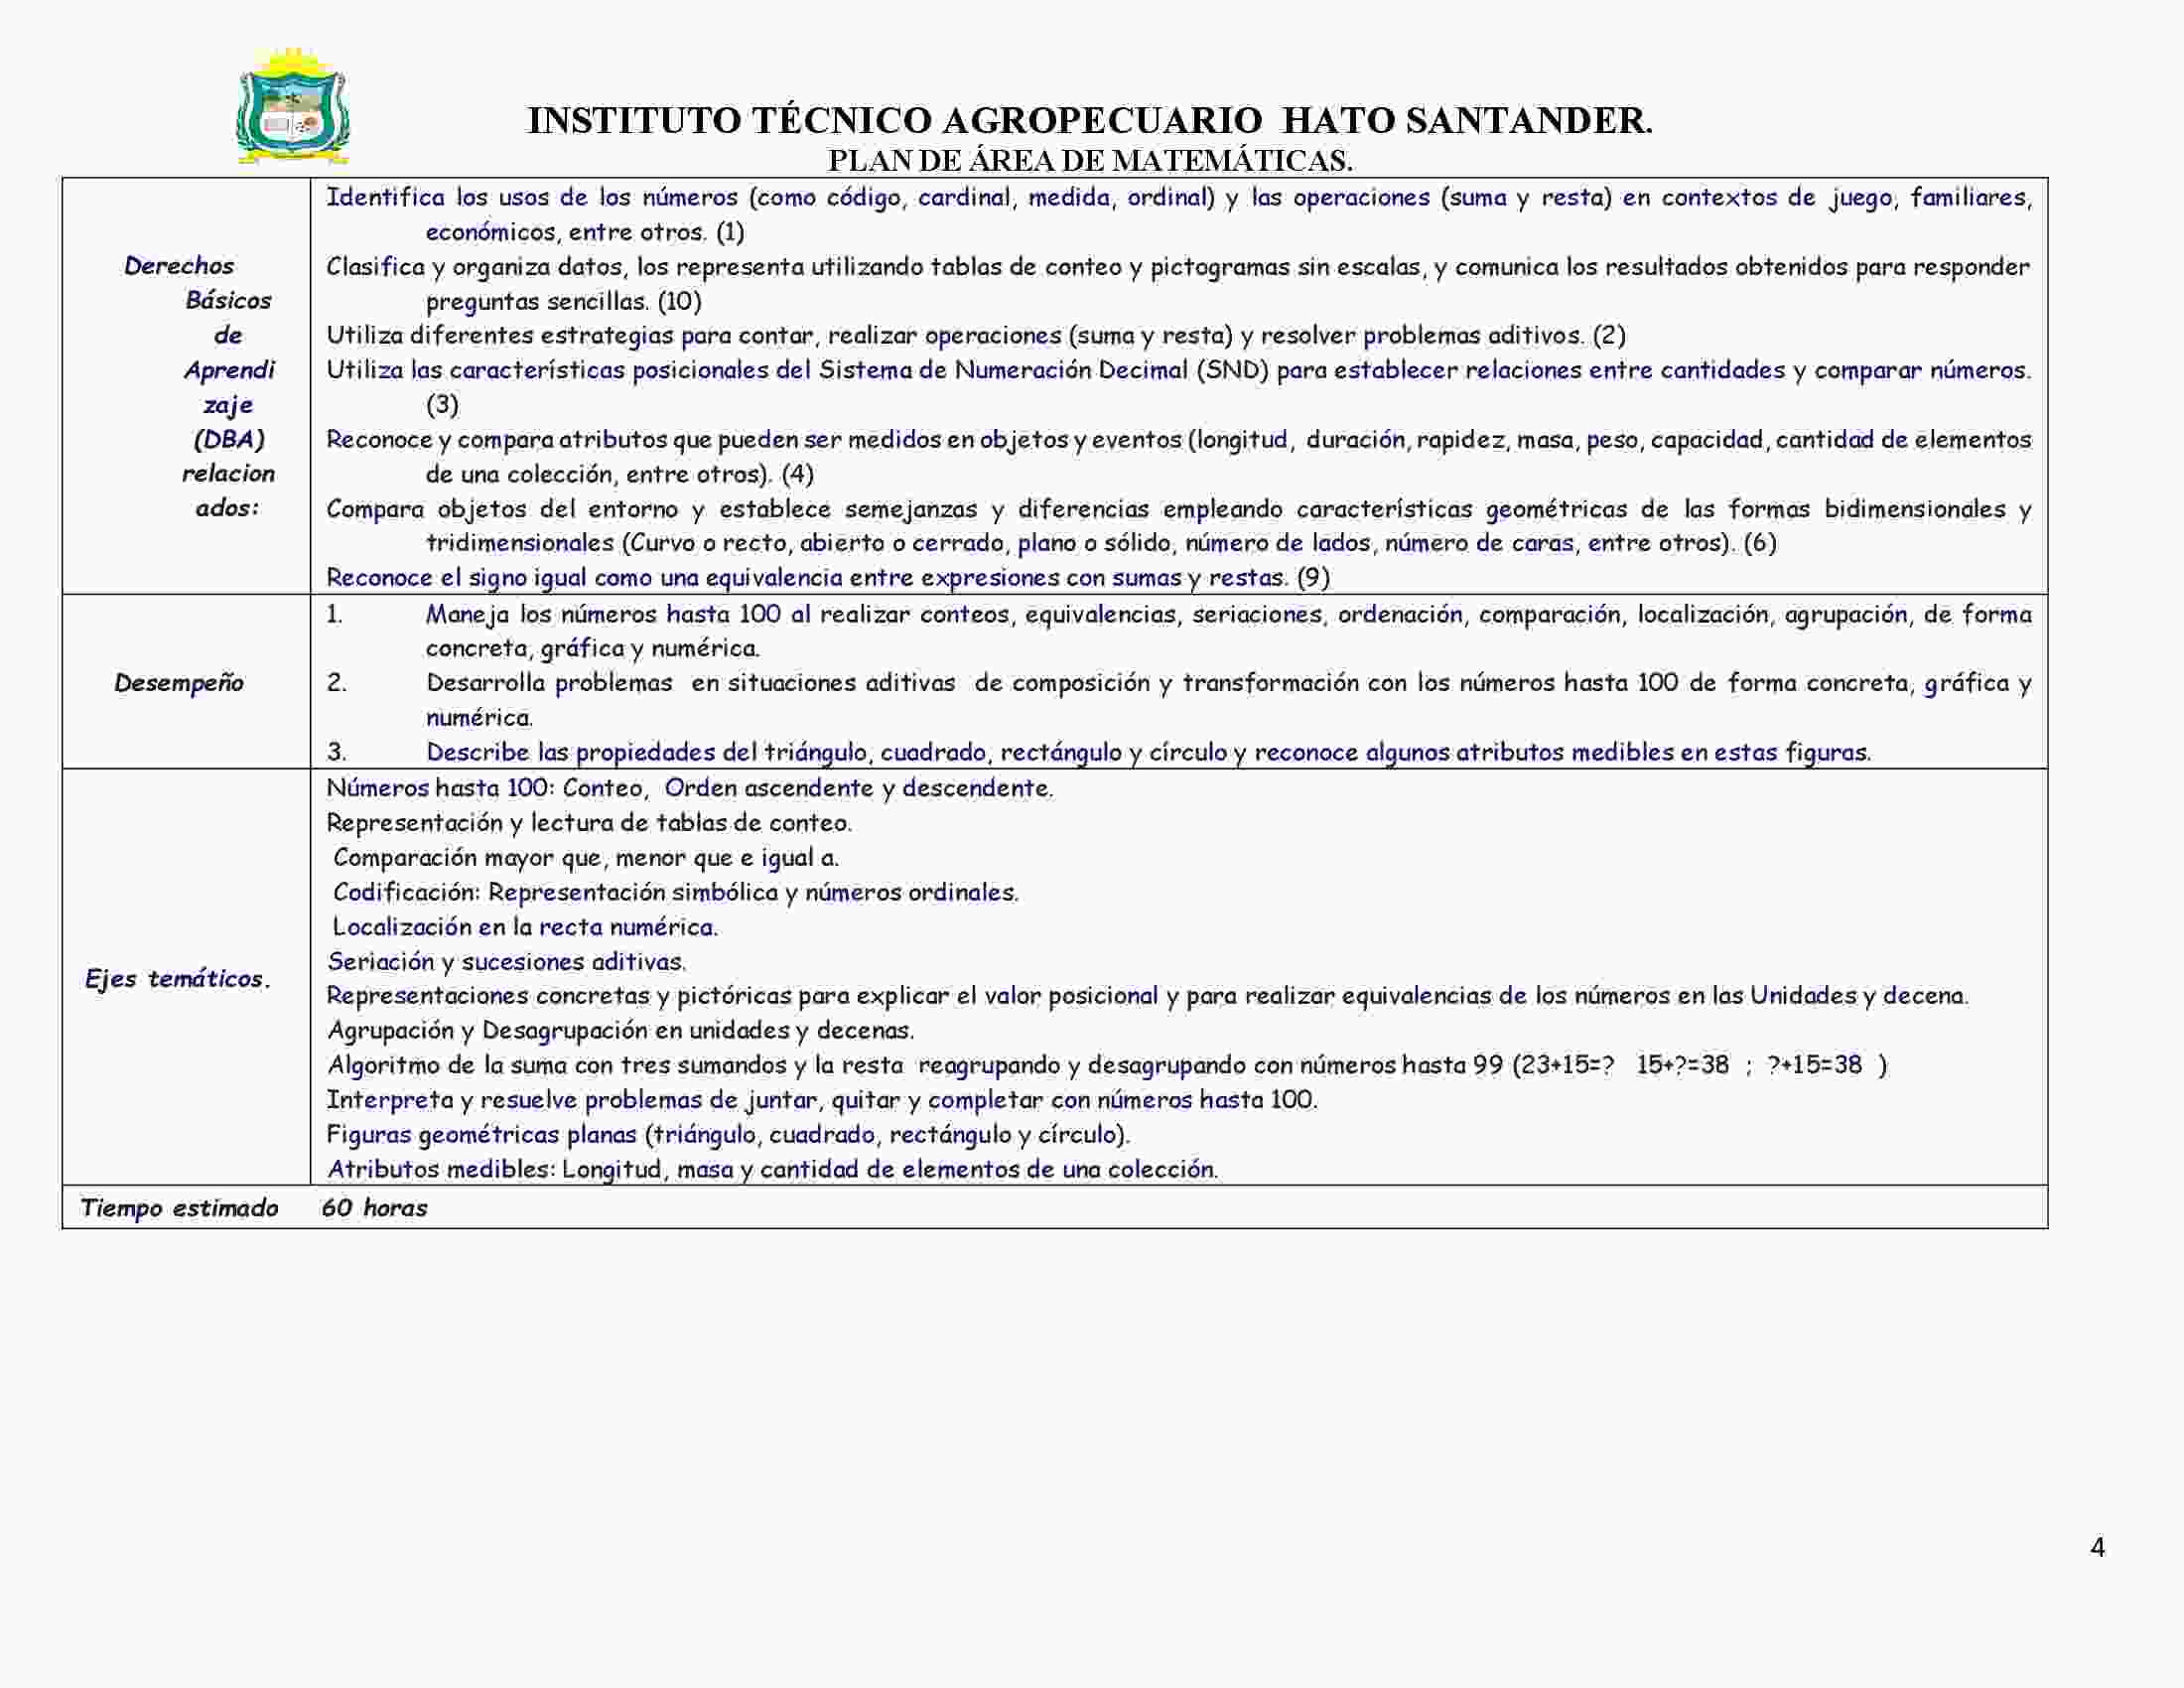 INSTITUTO TÉCNICO AGROPECUARIO HATO SANTANDER.
PLAN DE ÁREA DE MATEMÁTICAS.
Derechos
Básicos
de
Aprendi
zaje
(DBA)
relacion
ados:
Identifica los usos de los números (como código, cardinal, medida, ordinal) y las operaciones (suma y resta) en contextos de juego, familiares,
económicos, entre otros. (1)
Clasifica y organiza datos, los representa utilizando tablas de conteo y pictogramas sin escalas, y comunica los resultados obtenidos para responder
preguntas sencillas. (10)
Utiliza diferentes estrategias para contar, realizar operaciones (suma y resta) y resolver problemas aditivos. (2)
Utiliza las características posicionales del Sistema de Numeración Decimal (SND) para establecer relaciones entre cantidades y comparar números.
(3)
Reconoce y compara atributos que pueden ser medidos en objetos y eventos (longitud, duración, rapidez, masa, peso, capacidad, cantidad de elementos
de una colección, entre otros). (4)
Compara objetos del entorno y establece semejanzas y diferencias empleando características geométricas de las formas bidimensionales y
tridimensionales (Curvo o recto, abierto o cerrado, plano o sólido, número de lados, número de caras, entre otros). (6)
Reconoce el signo igual como una equivalencia entre expresiones con sumas y restas. (9)
Desempeño
1. Maneja los números hasta 100 al realizar conteos, equivalencias, seriaciones, ordenación, comparación, localización, agrupación, de forma
concreta, gráfica y numérica.
2. Desarrolla problemas en situaciones aditivas de composición y transformación con los números hasta 100 de forma concreta, gráfica y
numérica.
3. Describe las propiedades del triángulo, cuadrado, rectángulo y círculo y reconoce algunos atributos medibles en estas figuras.
Ejes temáticos.
Números hasta 100: Conteo, Orden ascendente y descendente.
Representación y lectura de tablas de conteo.
Comparación mayor que, menor que e igual a.
Codificación: Representación simbólica y números ordinales.
Localización en la recta numérica.
Seriación y sucesiones aditivas.
Representaciones concretas y pictóricas para explicar el valor posicional y para realizar equivalencias de los números en las Unidades y decena.
Agrupación y Desagrupación en unidades y decenas.
Algoritmo de la suma con tres sumandos y la resta reagrupando y desagrupando con números hasta 99 (23+15=? 15+?=38 ; ?+15=38 )
Interpreta y resuelve problemas de juntar, quitar y completar con números hasta 100.
Figuras geométricas planas (triángulo, cuadrado, rectángulo y círculo).
Atributos medibles: Longitud, masa y cantidad de elementos de una colección.
Tiempo estimado 60 horas
4